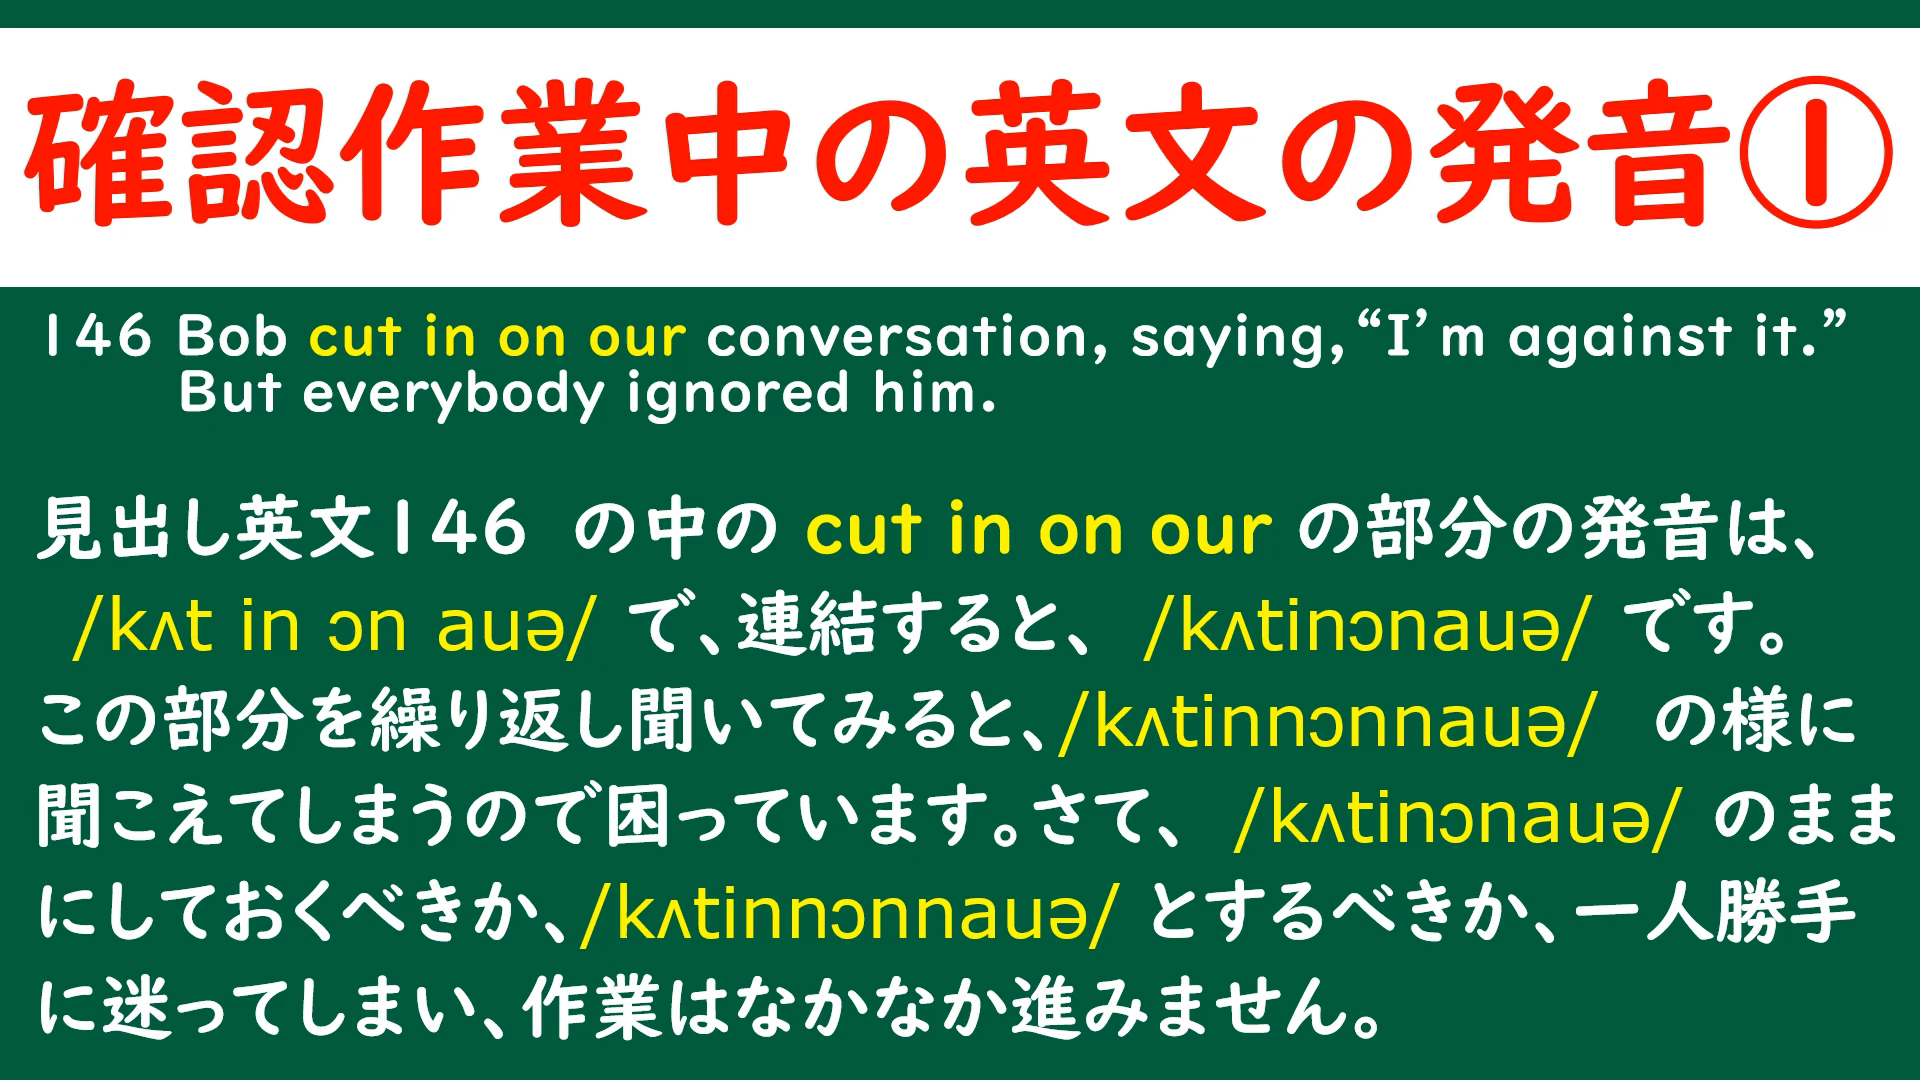 確認作業中の英文の発音①
146 Bob cut in on our conversation, saying,“I’m against it.”
But everybody ignored him.
見出し英文146 の中の cut in on our の部分の発音は、
/kʌt in ɔn auə/ で、連結すると、 /kʌtinɔnauə/ です。
この部分を繰り返し聞いてみると、/kʌtinnɔnnauə/ の様に
聞こえてしまうので困っています。さて、 /kʌtinɔnauə/ のまま
にしておくべきか、/kʌtinnɔnnauə/ とするべきか、一人勝手
に迷ってしまい、作業はなかなか進みません。